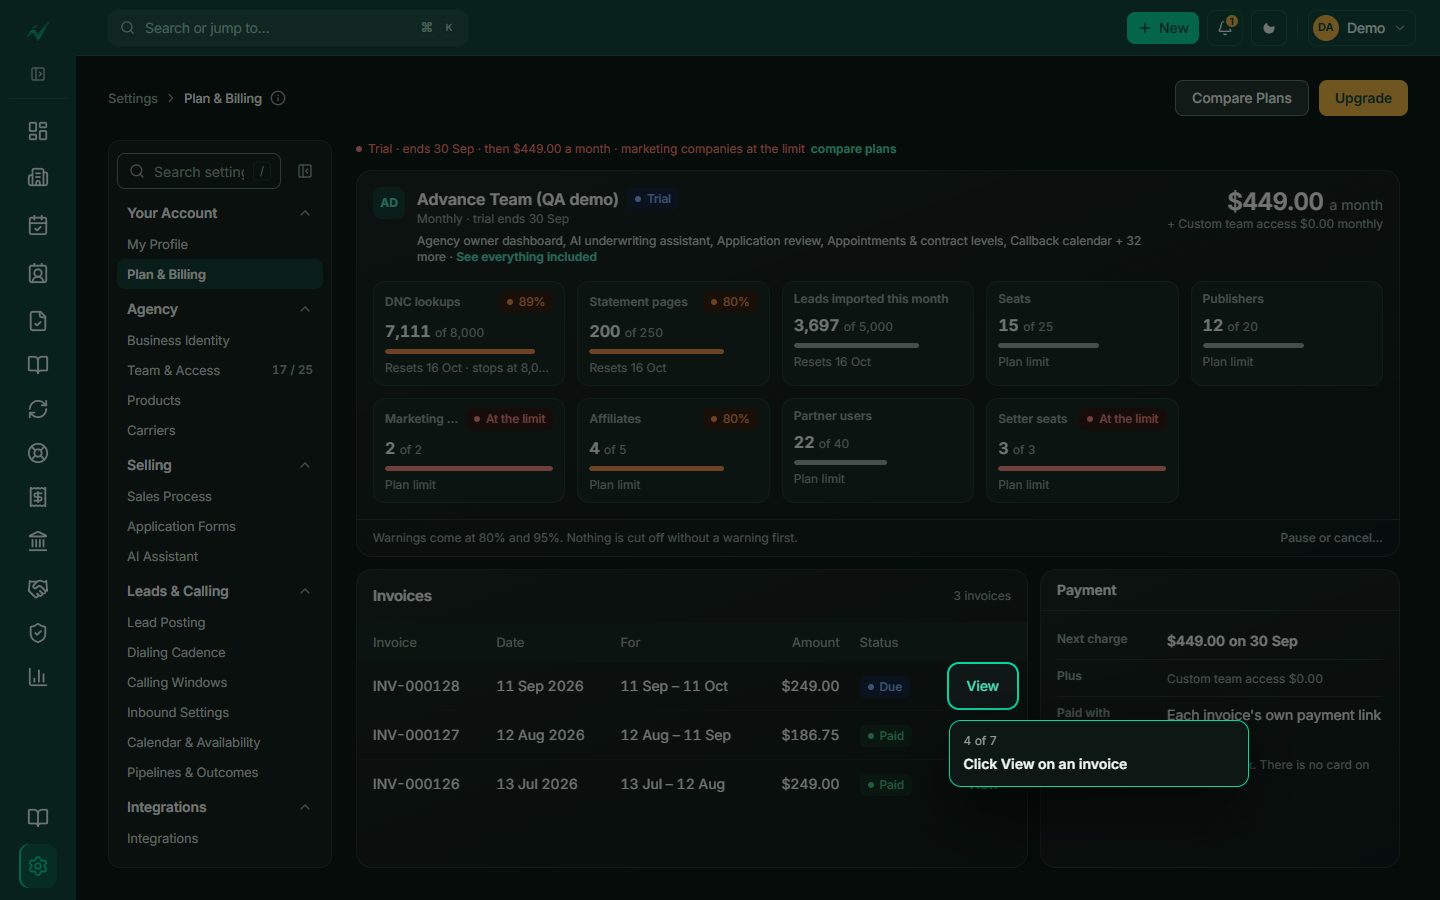 Search or jump to...
⌘ K
New
1
DA
Demo
Settings
Plan & Billing
Compare Plans
Upgrade
/
Your Account
My Profile
Plan & Billing
Agency
Business Identity
Team & Access 17 / 25
Products
Carriers
Selling
Sales Process
Application Forms
AI Assistant
Leads & Calling
Lead Posting
Dialing Cadence
Calling Windows
Inbound Settings
Calendar & Availability
Pipelines & Outcomes
Integrations
Integrations
Trial · ends 30 Sep · then $449.00 a month · marketing companies at the limit compare plans
AD
Advance Team (QA demo)
Trial
Monthly · trial ends 30 Sep
Agency owner dashboard, AI underwriting assistant, Application review, Appointments & contract levels, Callback calendar + 32
more · See everything included
$449.00 a month
+ Custom team access $0.00 monthly
DNC lookups 89%
7,111 of 8,000
Resets 16 Oct · stops at 8,0...
Statement pages 80%
200 of 250
Resets 16 Oct
Leads imported this month
3,697 of 5,000
Resets 16 Oct
Seats
15 of 25
Plan limit
Publishers
12 of 20
Plan limit
Marketing ... At the limit
2 of 2
Plan limit
Affiliates 80%
4 of 5
Plan limit
Partner users
22 of 40
Plan limit
Setter seats At the limit
3 of 3
Plan limit
Warnings come at 80% and 95%. Nothing is cut off without a warning first.
Pause or cancel...
Invoices
3 invoices
Invoice Date For Amount Status
INV-000128 11 Sep 2026 11 Sep – 11 Oct $249.00 Due View
INV-000127 12 Aug 2026 12 Aug – 11 Sep $186.75 Paid
INV-000126 13 Jul 2026 13 Jul – 12 Aug $249.00 Paid
Payment
Next charge $449.00 on 30 Sep
Plus Custom team access $0.00
Paid with Each invoice's own payment link
There is no card on
4 of 7
Click View on an invoice